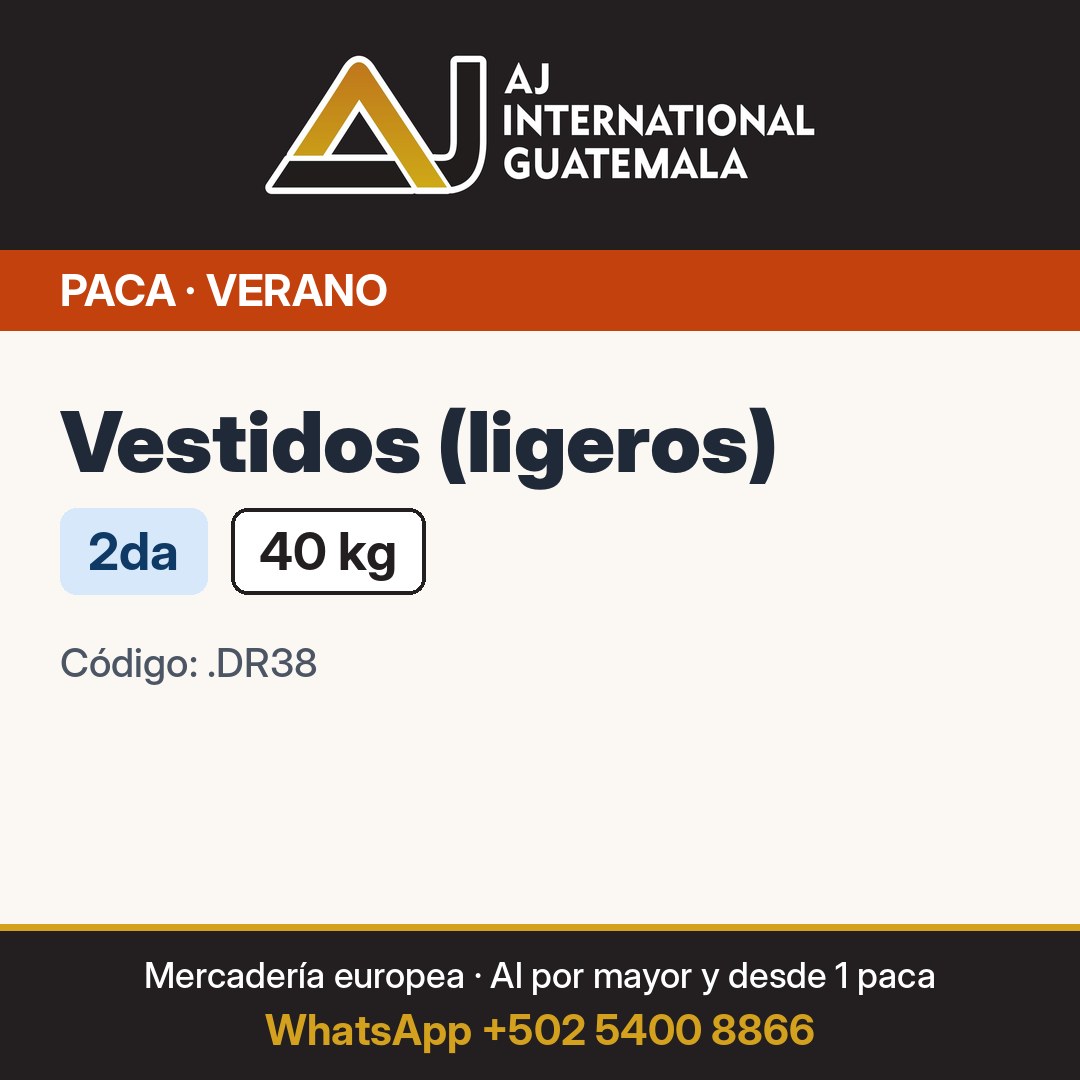 AJ
AJ
INTERNATIONAL
GUATEMALA
PACA · VERANO
Vestidos (ligeros)
2da
40 kg
Código: .DR38
Mercadería europea · Al por mayor y desde 1 paca
WhatsApp +502 5400 8866